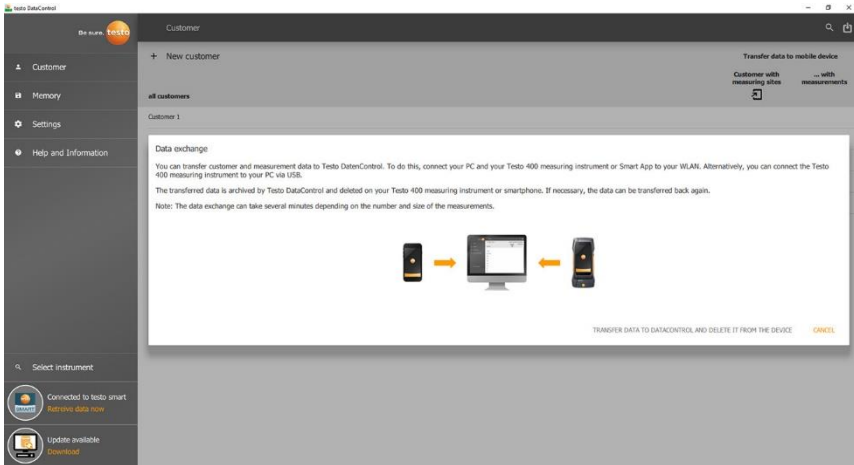 testo DataControl
Be sure. testo
Customer
Customer
Memory
Settings
Help and Information
+ New customer
Transfer data to mobile device
Customer with
measuring sites
... with
measurements
all customers
Customer 1
Data exchange
You can transfer customer and measurement data to Testo DatenControl. To do this, connect your PC and your Testo 400 measuring instrument or Smart App to your WLAN. Alternatively, you can connect the Testo
400 measuring instrument to your PC via USB.
The transferred data is archived by Testo DataControl and deleted on your Testo 400 measuring instrument or smartphone. If necessary, the data can be transferred back again.
Note: The data exchange can take several minutes depending on the number and size of the measurements.
TRANSFER DATA TO DATACONTROL AND DELETE IT FROM THE DEVICE
CANCEL
Select instrument
SMART
Connected to testo smart
Retreive data now
Update available
Download